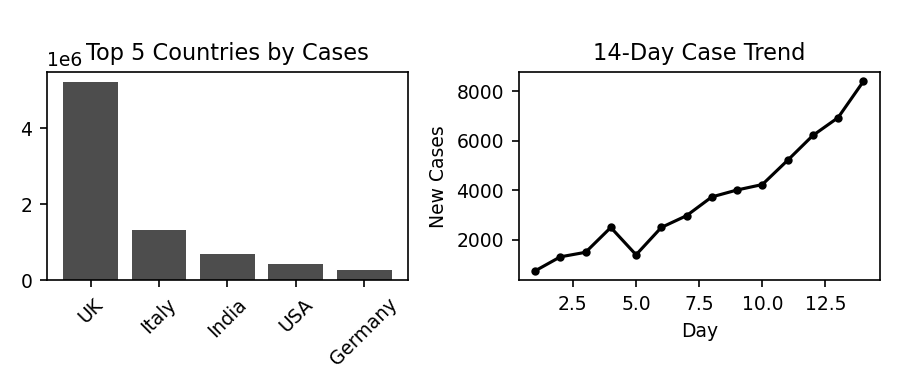 Top 5 Countries by Cases
1e6
4
2
0
UK
Italy
India
USA
Germany
14-Day Case Trend
New Cases
8000
6000
4000
2000
2.5
5.0
7.5
10.0
12.5
Day